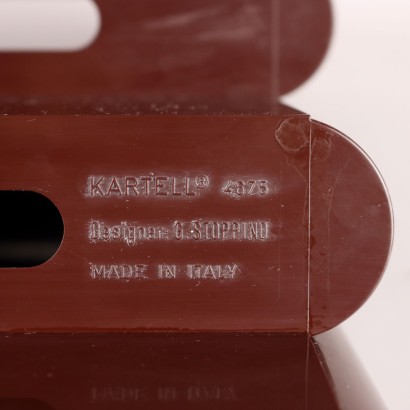 KARTELL® 4675
Designer: G. STOPPINO
MADE IN ITALY